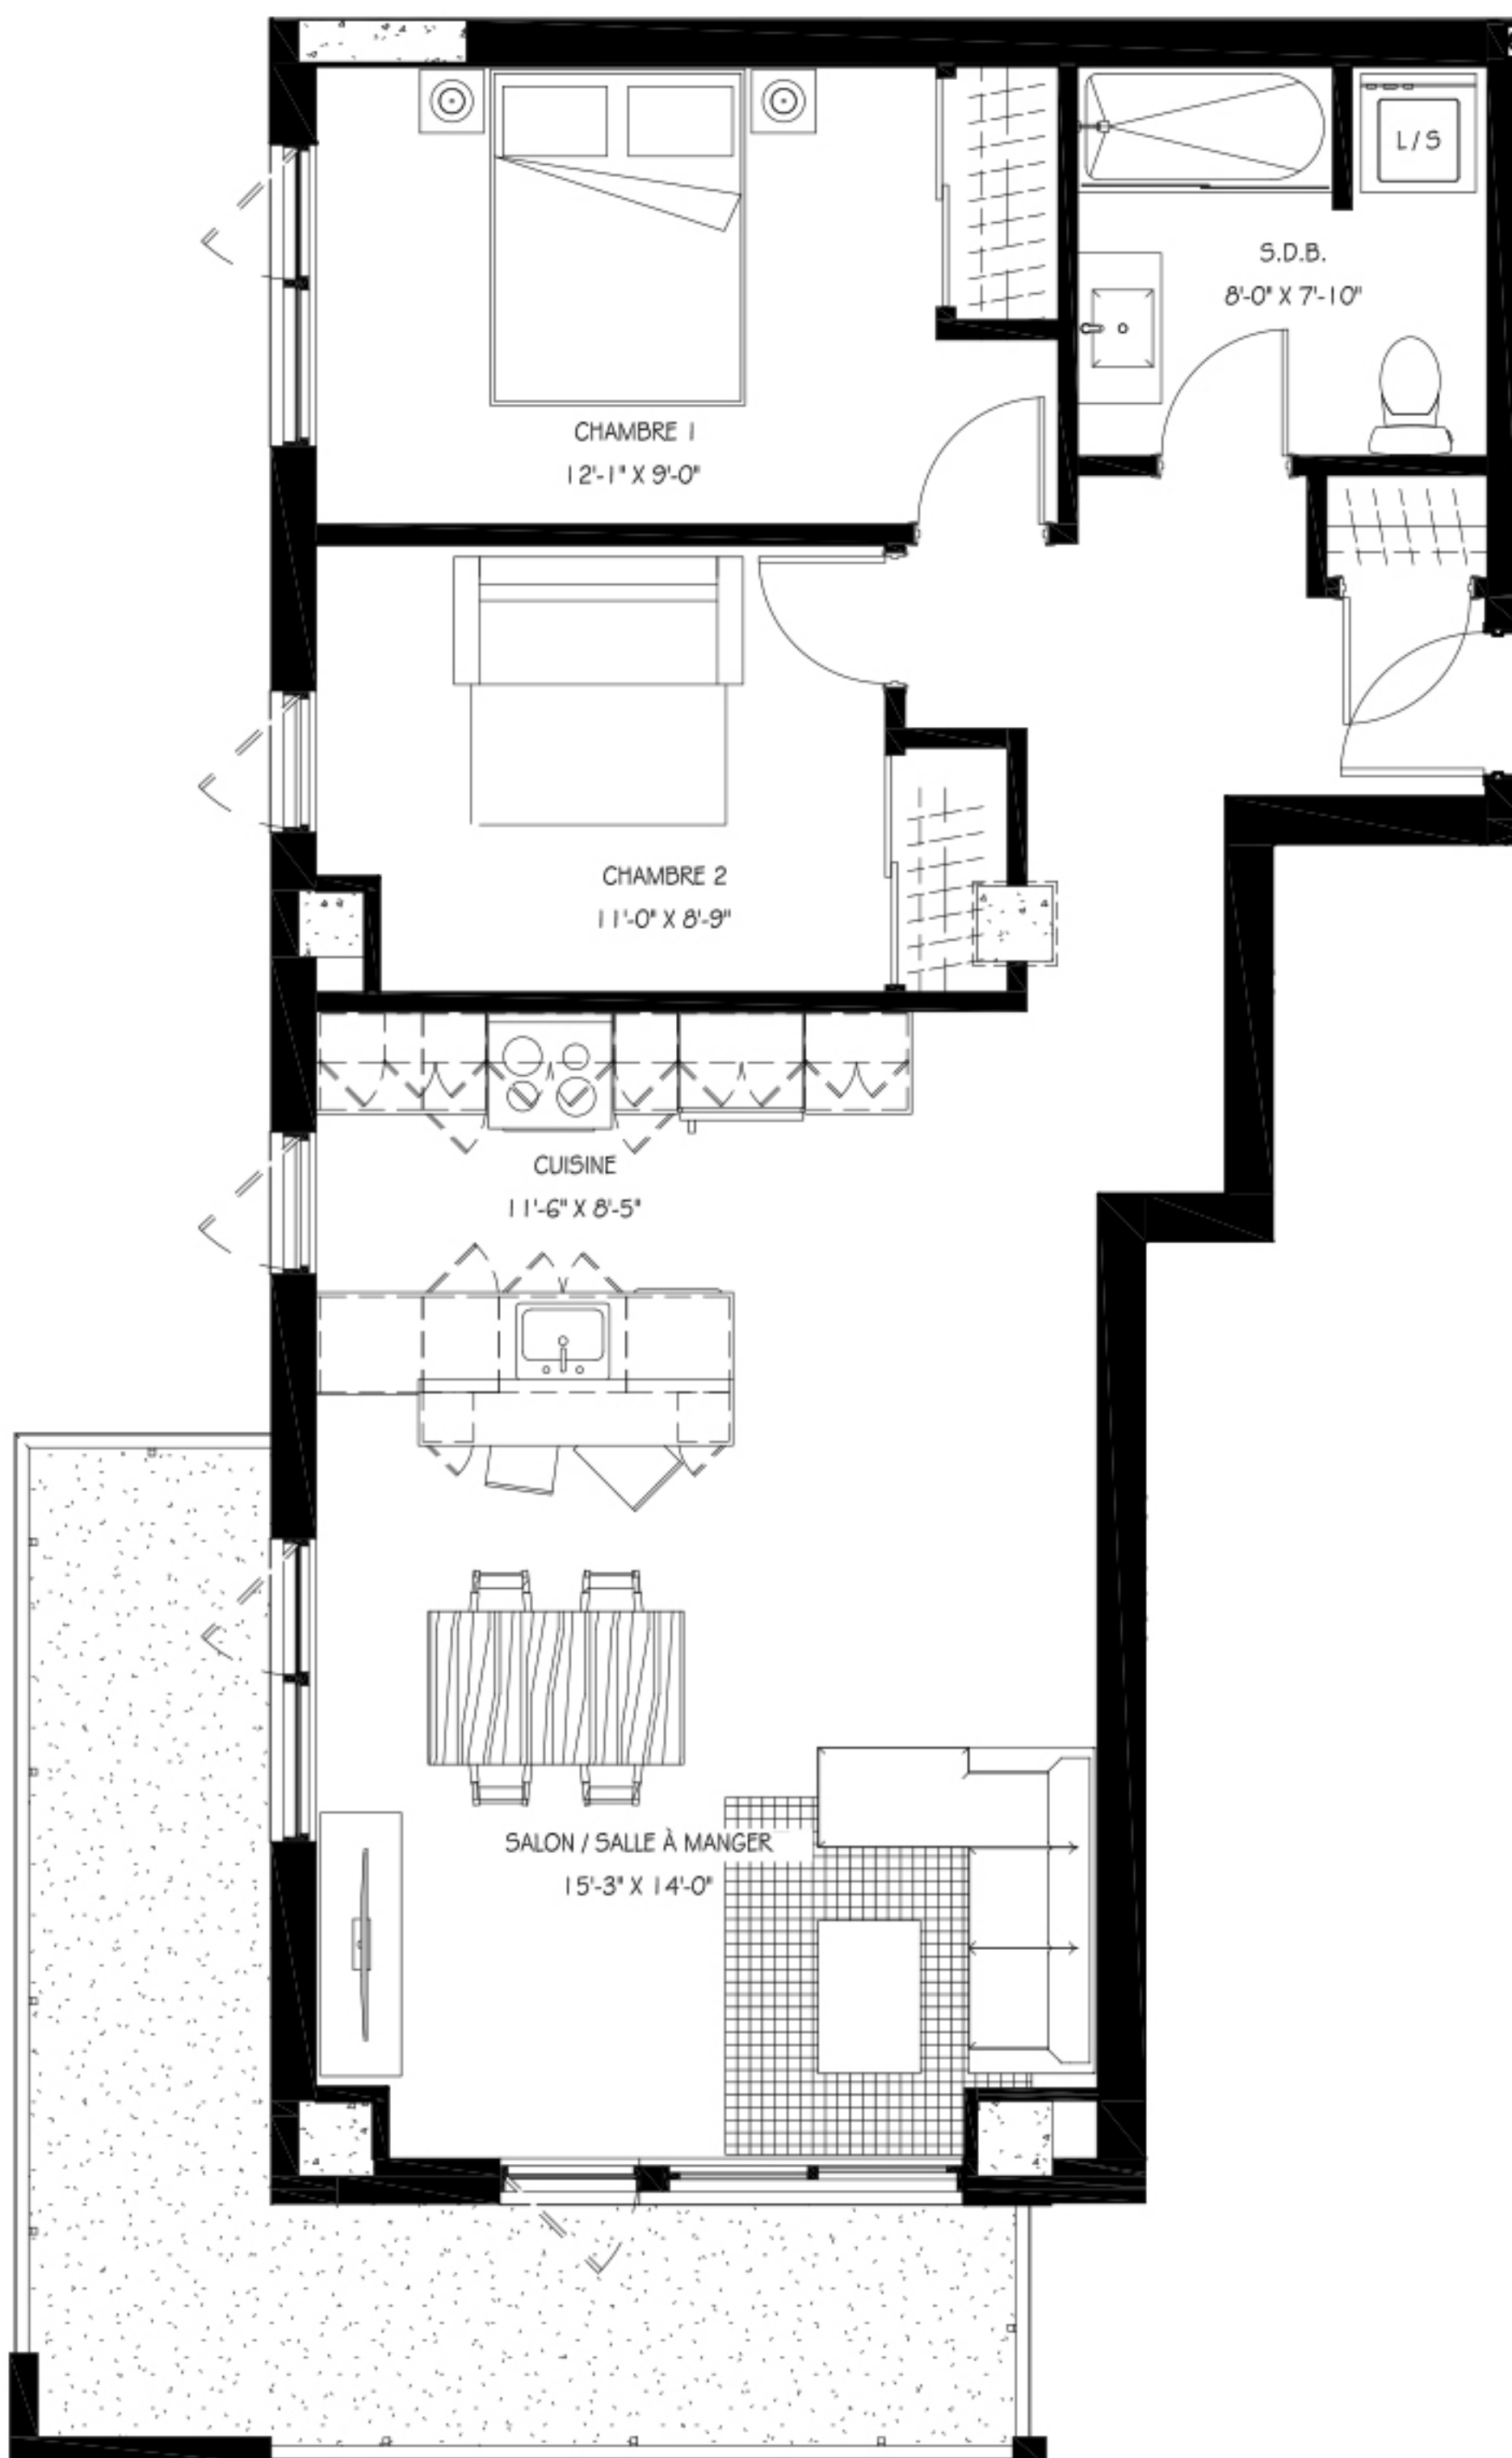 L / S
S.D.B.
8'-0" X 7'-10"
CHAMBRE 1
12'-1" X 9'-0"
CHAMBRE 2
11'-0" X 8'-9"
CUISINE
11'-6" X 8'-5"
SALON / SALLE À MANGER
15'-3" X 14'-0"